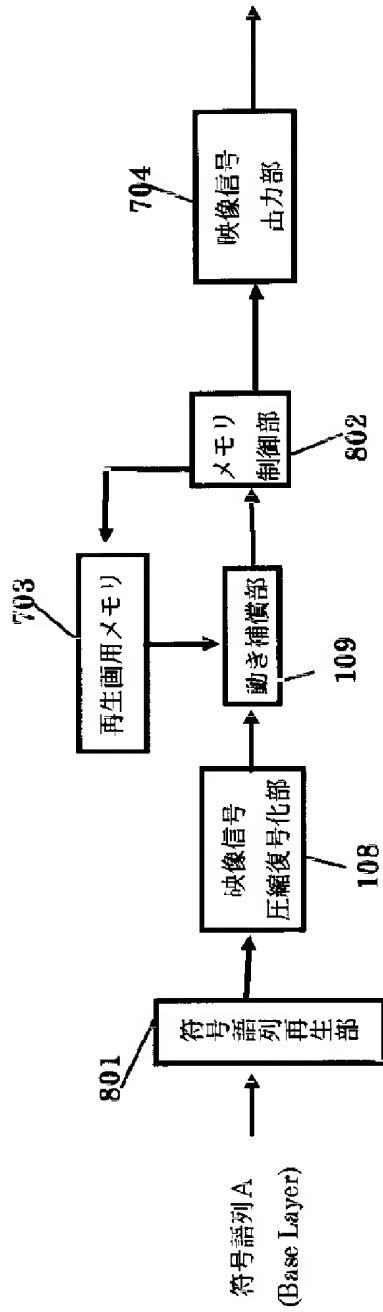 符号語列A
(Base Layer)
801
符号語列再生部
映像信号
圧縮復号化部
108
動き補償部
109
703
再生画用メモリ
メモリ
制御部
802
704
映像信号
出力部